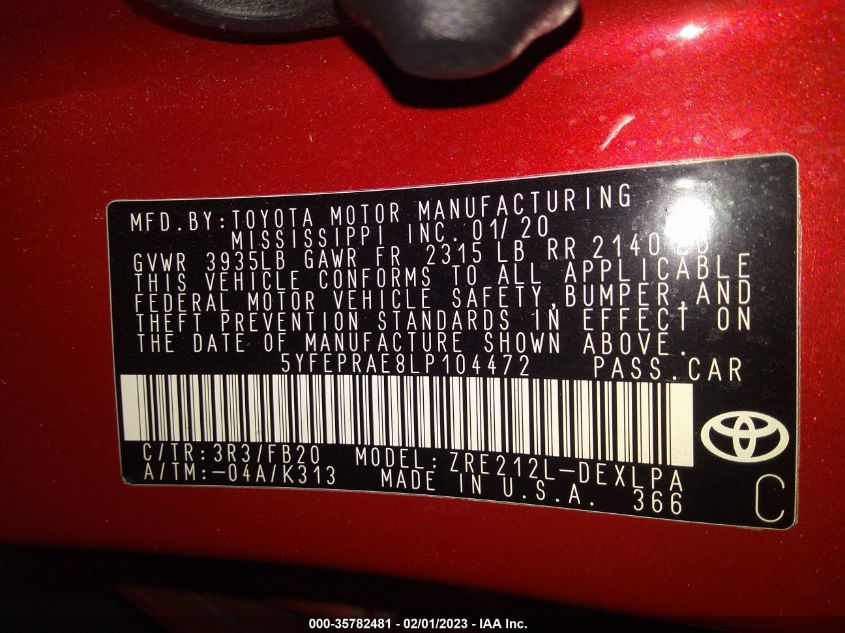 MFD.BY:TOYOTA MOTOR MANUFACTURING
MISSISSIPPI INC. 01/20
GVWR 3935LB GAWR FR 2315LB RR 2140LB
THIS VEHICLE CONFORMS TO ALL APPLICABLE
FEDERAL MOTOR VEHICLE SAFETY,BUMPER,AND
THEFT PREVENTION STANDARDS IN EFFECT ON
THE DATE OF MANUFACTURE SHOWN ABOVE.
5YFEPRAE8LP104472 PASS.CAR
C/TR:3R3/FB20 MODEL:ZRE212L-DEXLPA
A/TM:-04A/K313 MADE IN U.S.A. 366
C
000-35782481 - 02/01/2023 - IAA Inc.